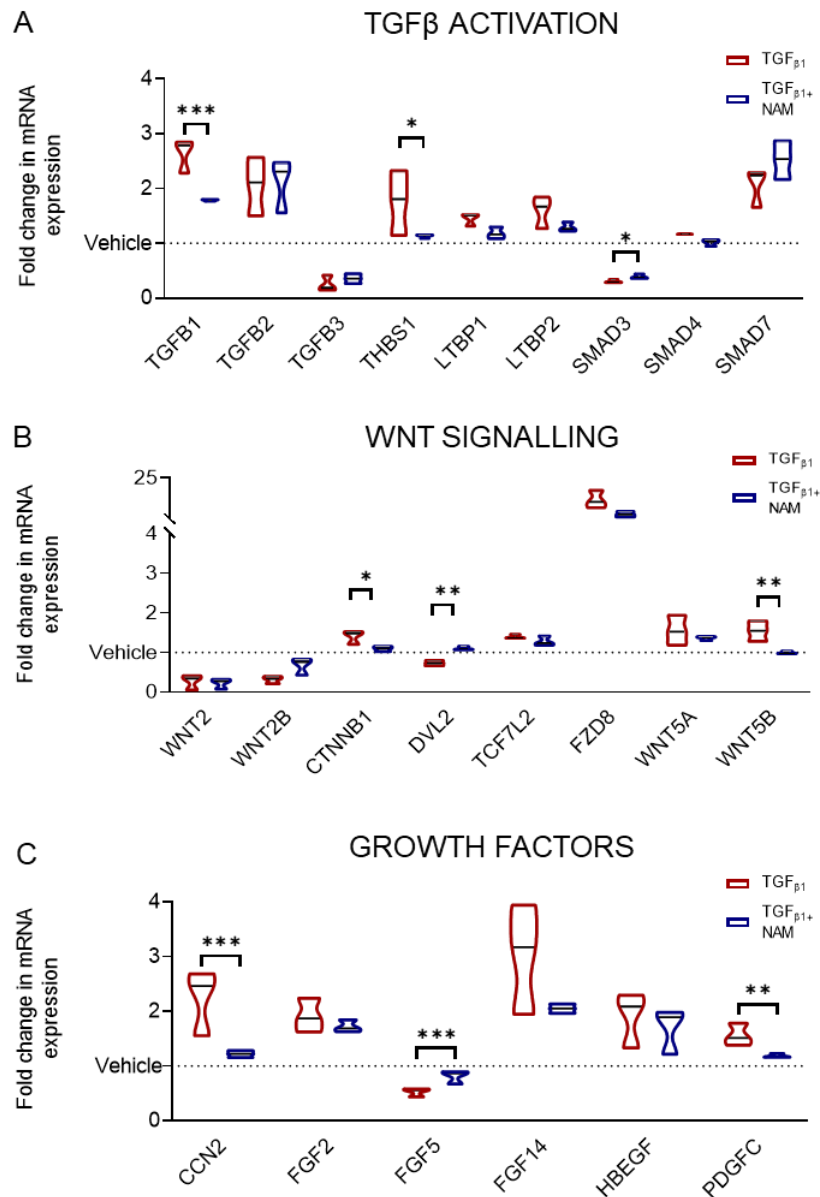 A
TGFβ ACTIVATION
Fold change in mRNA
expression
4
3
2
Vehicle
0
***
*
*
TGFβ1
TGFβ1+
NAM
TGFB1
TGFB2
TGFB3
THBS1
LTBP1
LTBP2
SMAD3
SMAD4
SMAD7
B
WNT SIGNALLING
Fold change in mRNA
expression
25
4
3
2
Vehicle
0
*
**
**
TGFβ1
TGFβ1+
NAM
WNT2
WNT2B
CTNNB1
DVL2
TCF7L2
FZD8
WNT5A
WNT5B
C
GROWTH FACTORS
Fold change in mRNA
expression
4
3
2
Vehicle
0
***
***
**
TGFβ1
TGFβ1+
NAM
CCN2
FGF2
FGF5
FGF14
HBEGF
PDGFC